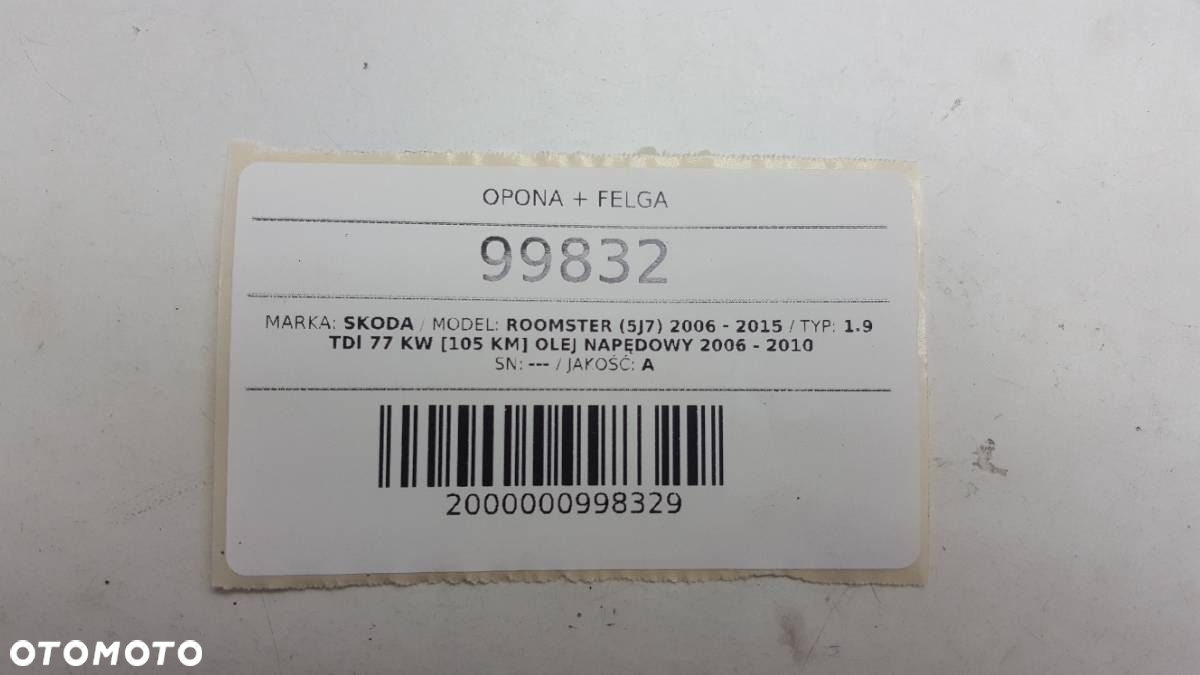 OPONA + FELGA
99832
MARKA: SKODA / MODEL: ROOMSTER (5J7) 2006 - 2015 / TYP: 1.9
TDI 77 KW [105 KM] OLEJ NAPĘDOWY 2006 - 2010
SN: --- / JAKOŚĆ: A
2000000998329
OTOMOTO